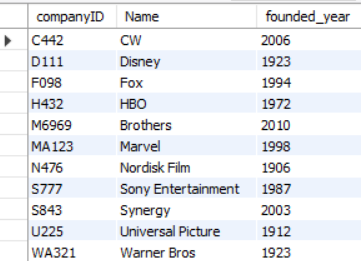 companyID Name founded_year
C442 CW 2006
D111 Disney 1923
F098 Fox 1994
H432 HBO 1972
M6969 Brothers 2010
MA123 Marvel 1998
N476 Nordisk Film 1906
S777 Sony Entertainment 1987
S843 Synergy 2003
U225 Universal Picture 1912
WA321 Warner Bros 1923